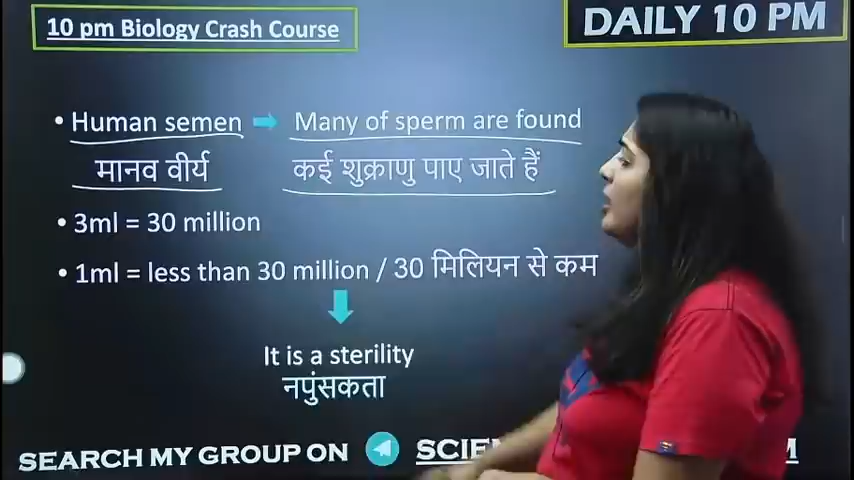 10 pm Biology Crash Course
DAILY 10 PM
• Human semen ➡ Many of sperm are found
मानव वीर्य कई शुक्राणु पाए जाते हैं
• 3ml = 30 million
• 1ml = less than 30 million / 30 मिलियन से कम
It is a sterility
नपुंसकता
SEARCH MY GROUP ON